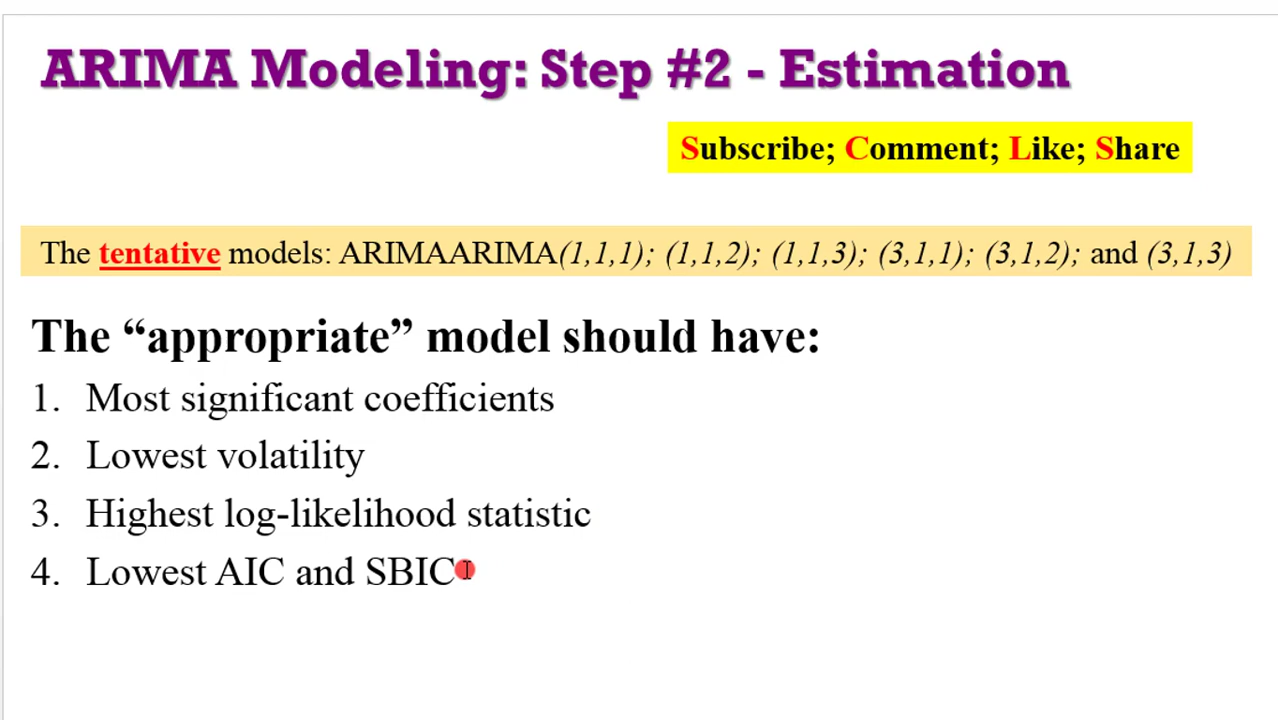 ARIMA Modeling: Step #2 - Estimation
Subscribe; Comment; Like; Share
The tentative models: ARIMAARIMA(1,1,1); (1,1,2); (1,1,3); (3,1,1); (3,1,2); and (3,1,3)
The “appropriate” model should have:
1. Most significant coefficients
2. Lowest volatility
3. Highest log-likelihood statistic
4. Lowest AIC and SBIC